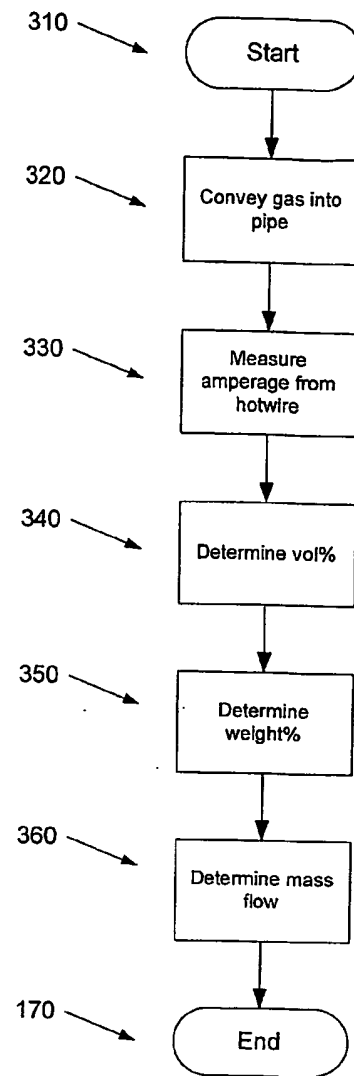 310
Start
320
Convey gas into
pipe
330
Measure
amperage from
hotwire
340
Determine vol%
350
Determine
weight%
360
Determine mass
flow
170
End